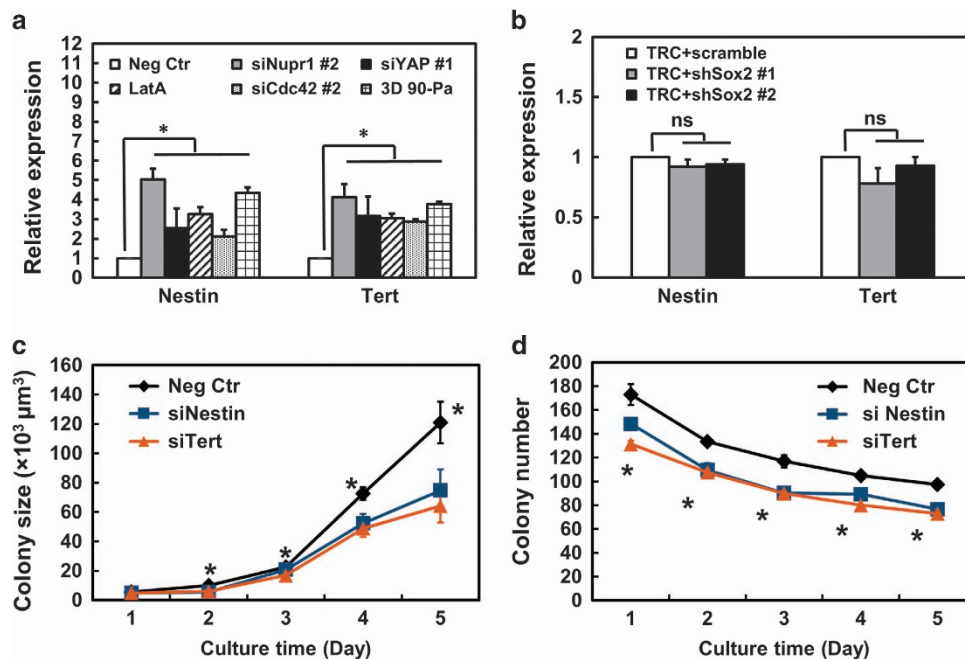 a
Relative expression
12
11
10
9
8
7
6
5
4
3
2
1
0
Neg Ctr
siNupr1 #2
siYAP #1
LatA
siCdc42 #2
3D 90-Pa
*
*
Nestin
Tert
b
Relative expression
2
1.5
1
0.5
0
TRC+scramble
TRC+shSox2 #1
TRC+shSox2 #2
ns
ns
Nestin
Tert
c
Colony size (×10³ µm³)
160
140
120
100
80
60
40
20
0
Neg Ctr
siNestin
siTert
*
*
*
*
1
2
3
4
5
Culture time (Day)
d
Colony number
200
180
160
140
120
100
80
60
40
20
0
Neg Ctr
si Nestin
siTert
*
*
*
*
*
1
2
3
4
5
Culture time (Day)